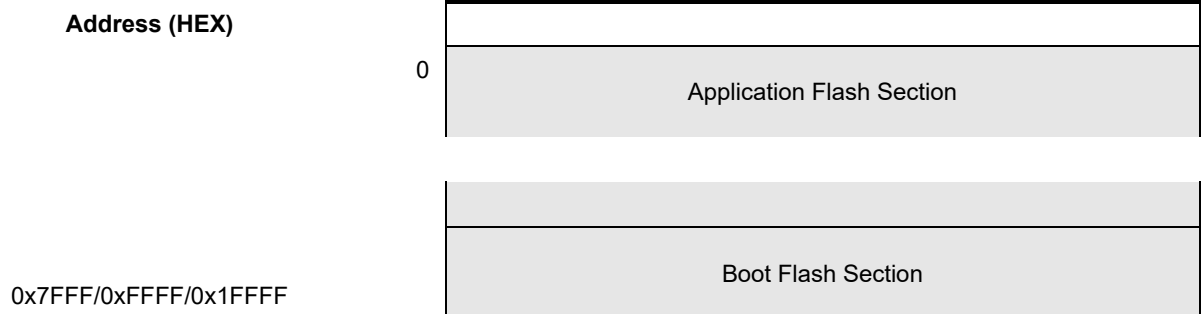 Address (HEX)
0
Application Flash Section
Boot Flash Section
0x7FFF/0xFFFF/0x1FFFF